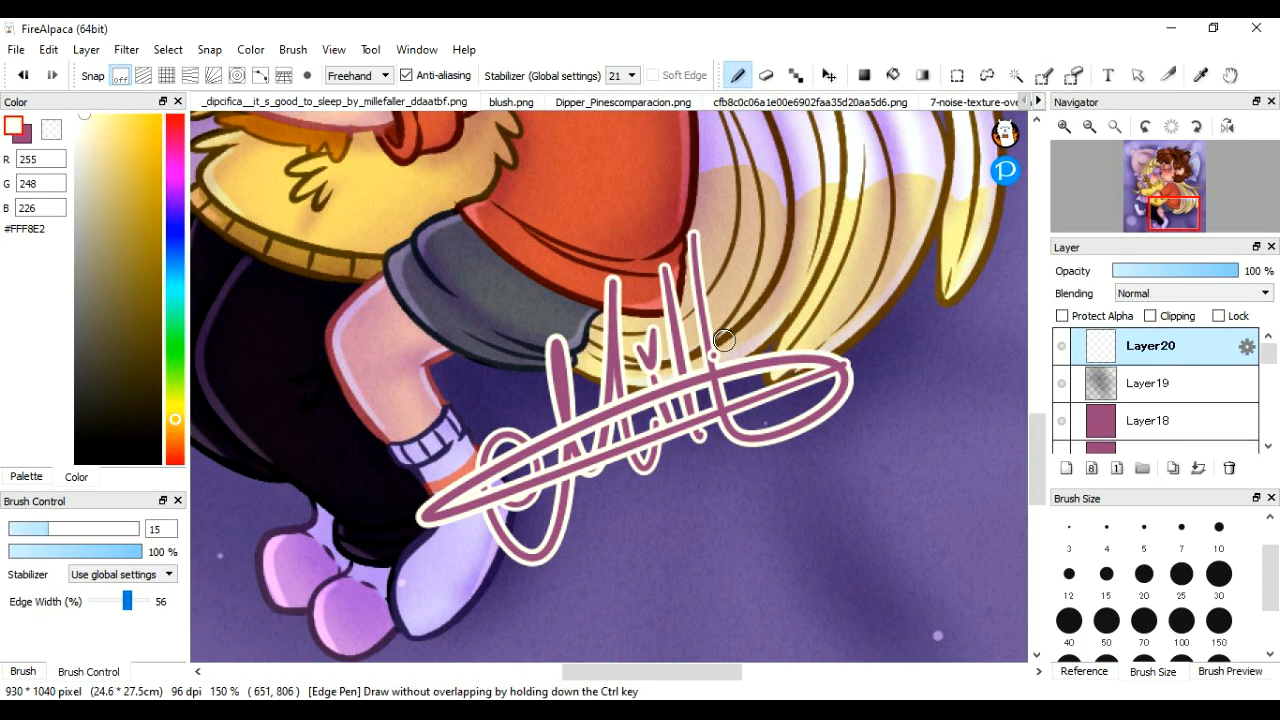 FireAlpaca (64bit)
File Edit Layer Filter Select Snap Color Brush View Tool Window Help
Snap off Freehand Anti-aliasing Stabilizer (Global settings) 21 Soft Edge T
Color
_dipcifica__it_s_good_to_sleep_by_millefaller_ddaatbf.png blush.png Dipper_Pinescomparacion.png cfb8c0c06a1e00e6902faa35d20aa5d6.png 7-noise-texture-ove
Navigator
R 255
G 248
B 226
#FFF8E2
Palette Color
Brush Control
15
100 %
Stabilizer Use global settings
Edge Width (%) 56
Brush Brush Control
Layer
Opacity 100 %
Blending Normal
Protect Alpha Clipping Lock
Layer20
Layer19
Layer18
8 1
Brush Size
3 4 5 7 10
12 15 20 25 30
40 50 70 100 150
Reference Brush Size Brush Preview
930 * 1040 pixel (24.6 * 27.5cm) 96 dpi 150 % ( 651, 806 ) [Edge Pen] Draw without overlapping by holding down the Ctrl key